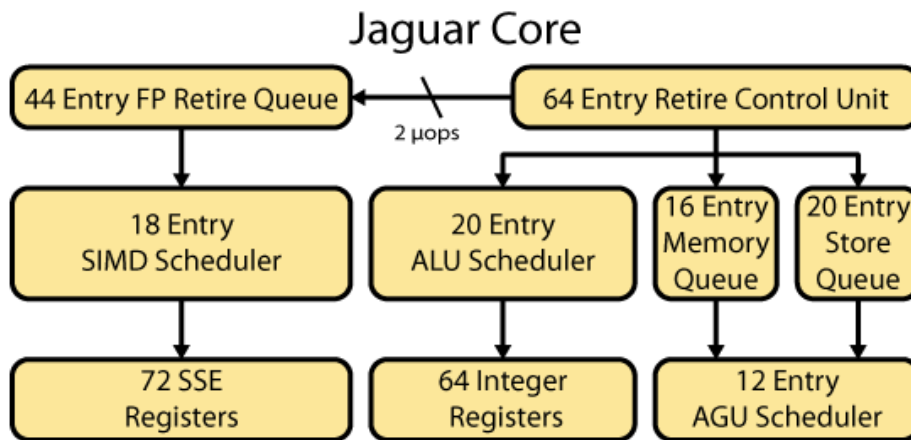 Jaguar Core
44 Entry FP Retire Queue
2 μops
64 Entry Retire Control Unit
18 Entry
SIMD Scheduler
20 Entry
ALU Scheduler
16 Entry
Memory
Queue
20 Entry
Store
Queue
72 SSE
Registers
64 Integer
Registers
12 Entry
AGU Scheduler